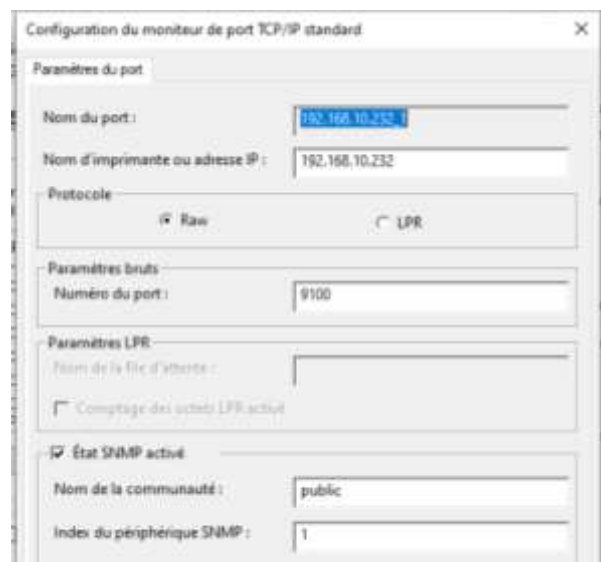 Configuration du moniteur de port TCP/IP standard
Paramètres du port
Nom du port : 192.168.10.232_1
Nom d'imprimante ou adresse IP : 192.168.10.232
Protocole
Raw LPR
Paramètres bruts
Numéro du port : 9100
Paramètres LPR
Nom de la file d'attente :
Comptage des octets LPR activé
État SNMP activé
Nom de la communauté : public
Index du périphérique SNMP : 1